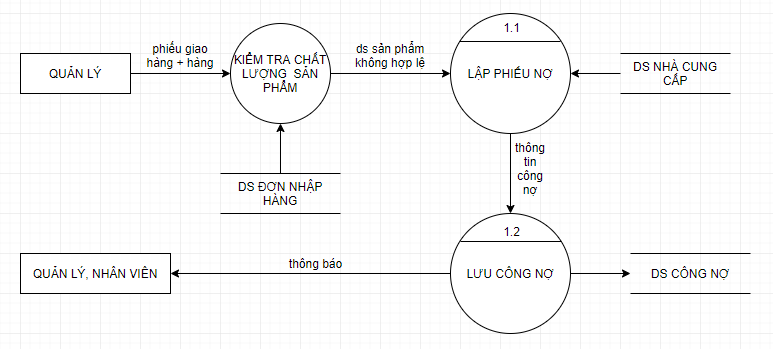 1.1
phiếu giao
hàng + hàng
ds sản phẩm
không hợp lệ
QUẢN LÝ
KIỂM TRA CHẤT
LƯỢNG SẢN
PHẨM
LẬP PHIẾU NỢ
DS NHÀ CUNG
CẤP
thông
tin
công
nợ
DS ĐƠN NHẬP
HÀNG
1.2
thông báo
QUẢN LÝ, NHÂN VIÊN
LƯU CÔNG NỢ
DS CÔNG NỢ